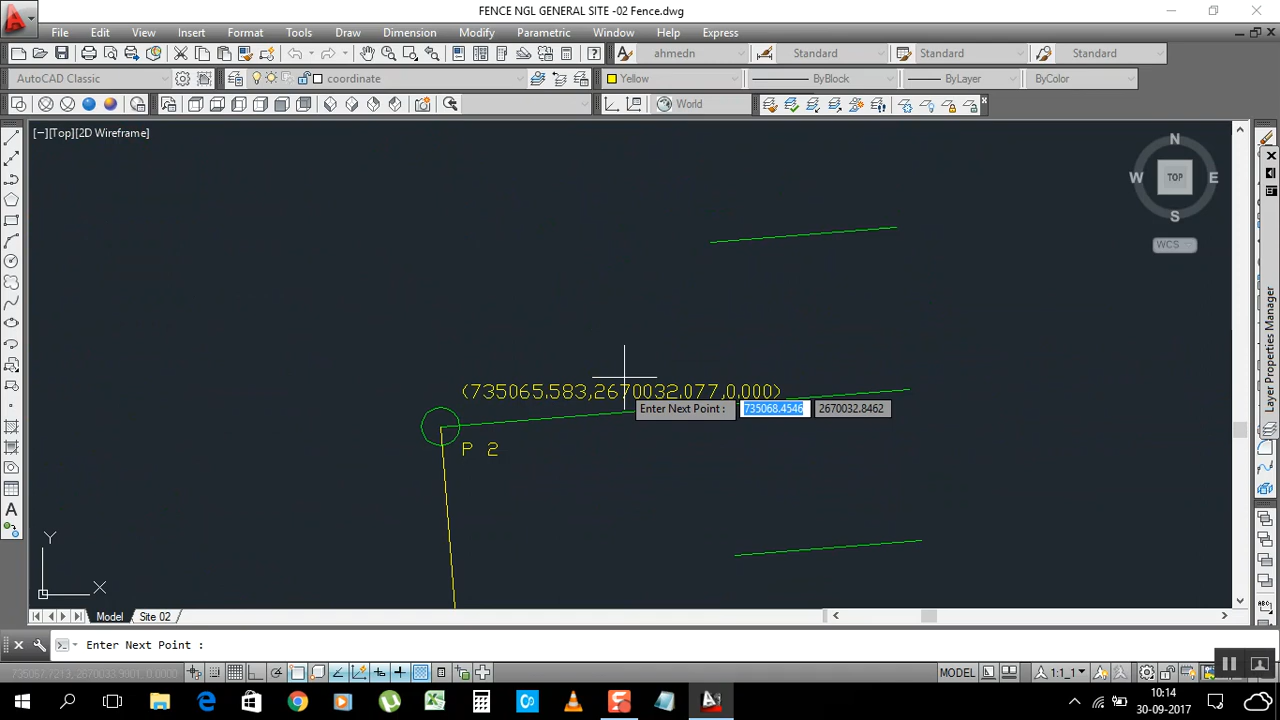 FENCE NGL GENERAL SITE -02 Fence.dwg
File Edit View Insert Format Tools Draw Dimension Modify Parametric Window Help Express
ahmedn Standard Standard Standard
AutoCAD Classic coordinate Yellow ByBlock ByLayer ByColor
World
[−][Top][2D Wireframe]
N
W TOP E
S
WCS
Layer Properties Manager
(735065.583,2670032.077,0.000)
Enter Next Point : 735068.4546 2670032.8462
P 2
Y
X
Model Site 02
Enter Next Point :
MODEL 1:1_1
10:14
30-09-2017